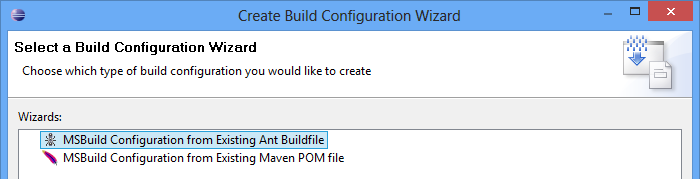 Create Build Configuration Wizard
Select a Build Configuration Wizard
Choose which type of build configuration you would like to create
Wizards:
MSBuild Configuration from Existing Ant Buildfile
MSBuild Configuration from Existing Maven POM file